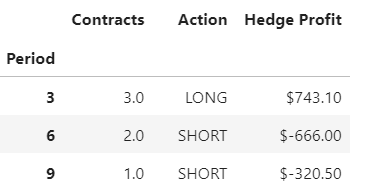 Contracts Action Hedge Profit
Period
3 3.0 LONG $743.10
6 2.0 SHORT $-666.00
9 1.0 SHORT $-320.50